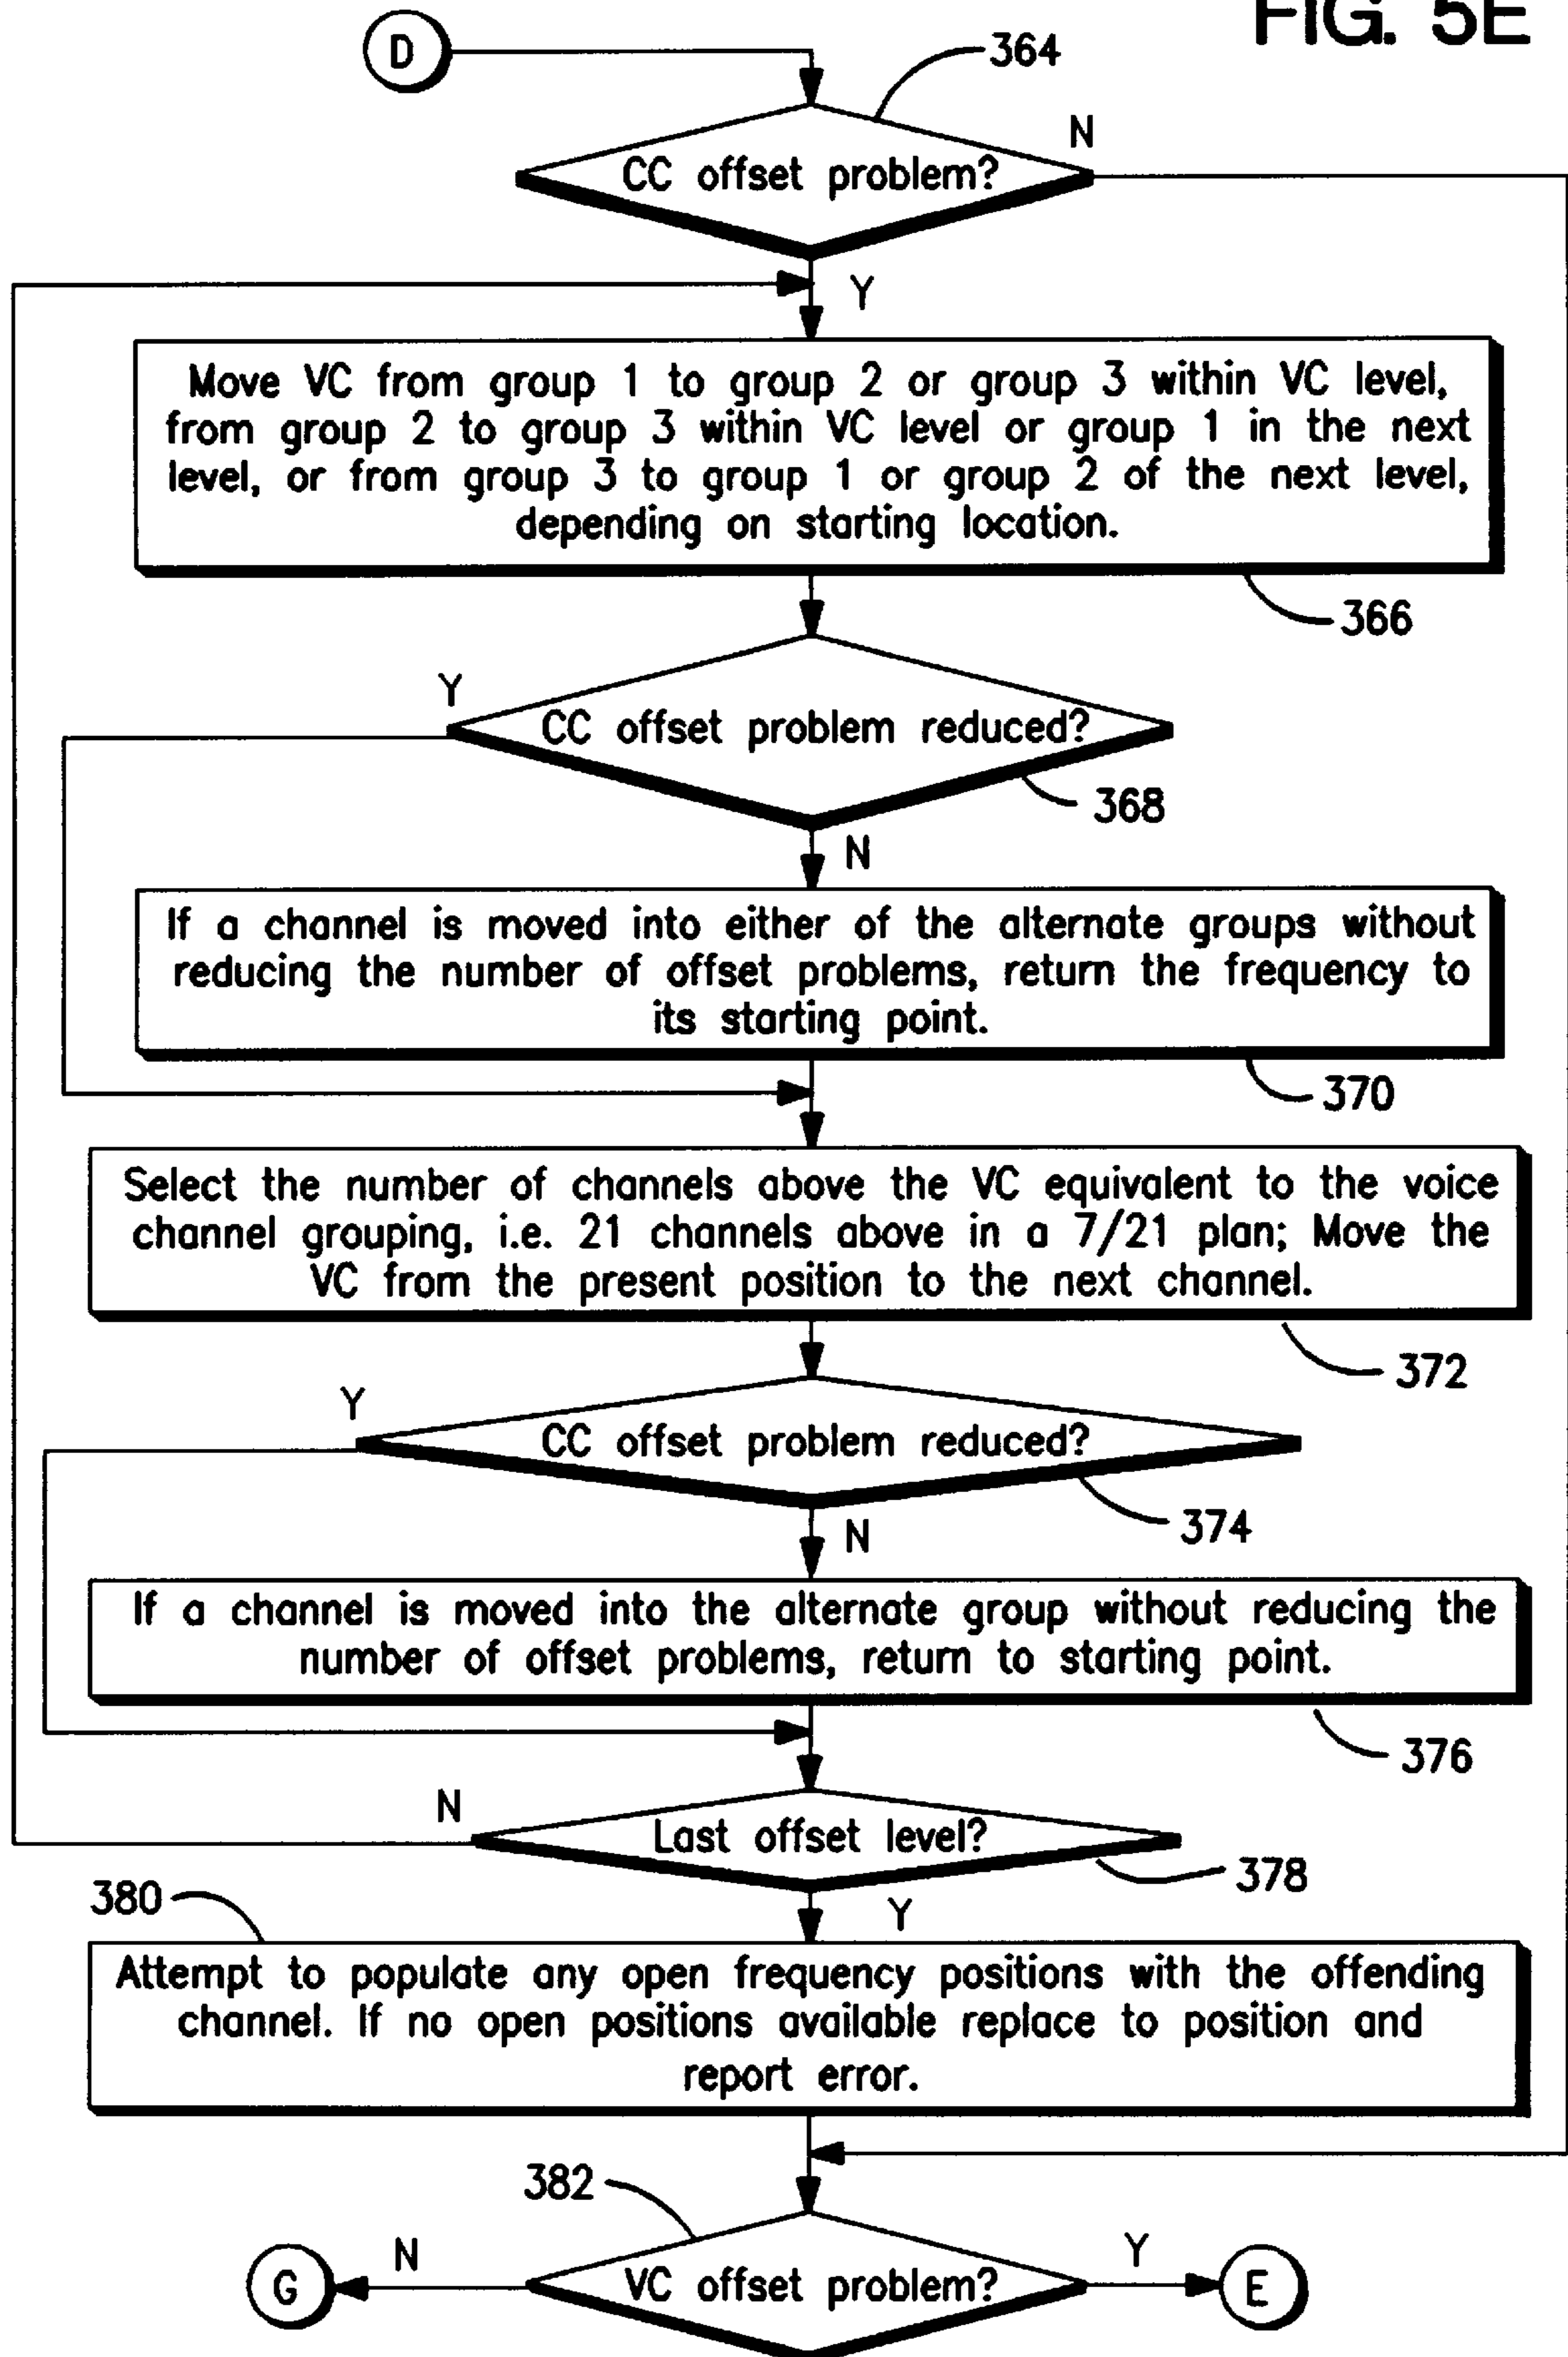 FIG. 5E
D
364
CC offset problem?
N
Y
Move VC from group 1 to group 2 or group 3 within VC level,
from group 2 to group 3 within VC level or group 1 in the next
level, or from group 3 to group 1 or group 2 of the next level,
depending on starting location.
366
Y
CC offset problem reduced?
368
N
If a channel is moved into either of the alternate groups without
reducing the number of offset problems, return the frequency to
its starting point.
370
Select the number of channels above the VC equivalent to the voice
channel grouping, i.e. 21 channels above in a 7/21 plan; Move the
VC from the present position to the next channel.
372
Y
CC offset problem reduced?
374
N
If a channel is moved into the alternate group without reducing the
number of offset problems, return to starting point.
376
N
Last offset level?
378
Y
380
Attempt to populate any open frequency positions with the offending
channel. If no open positions available replace to position and
report error.
382
G
N
VC offset problem?
Y
E